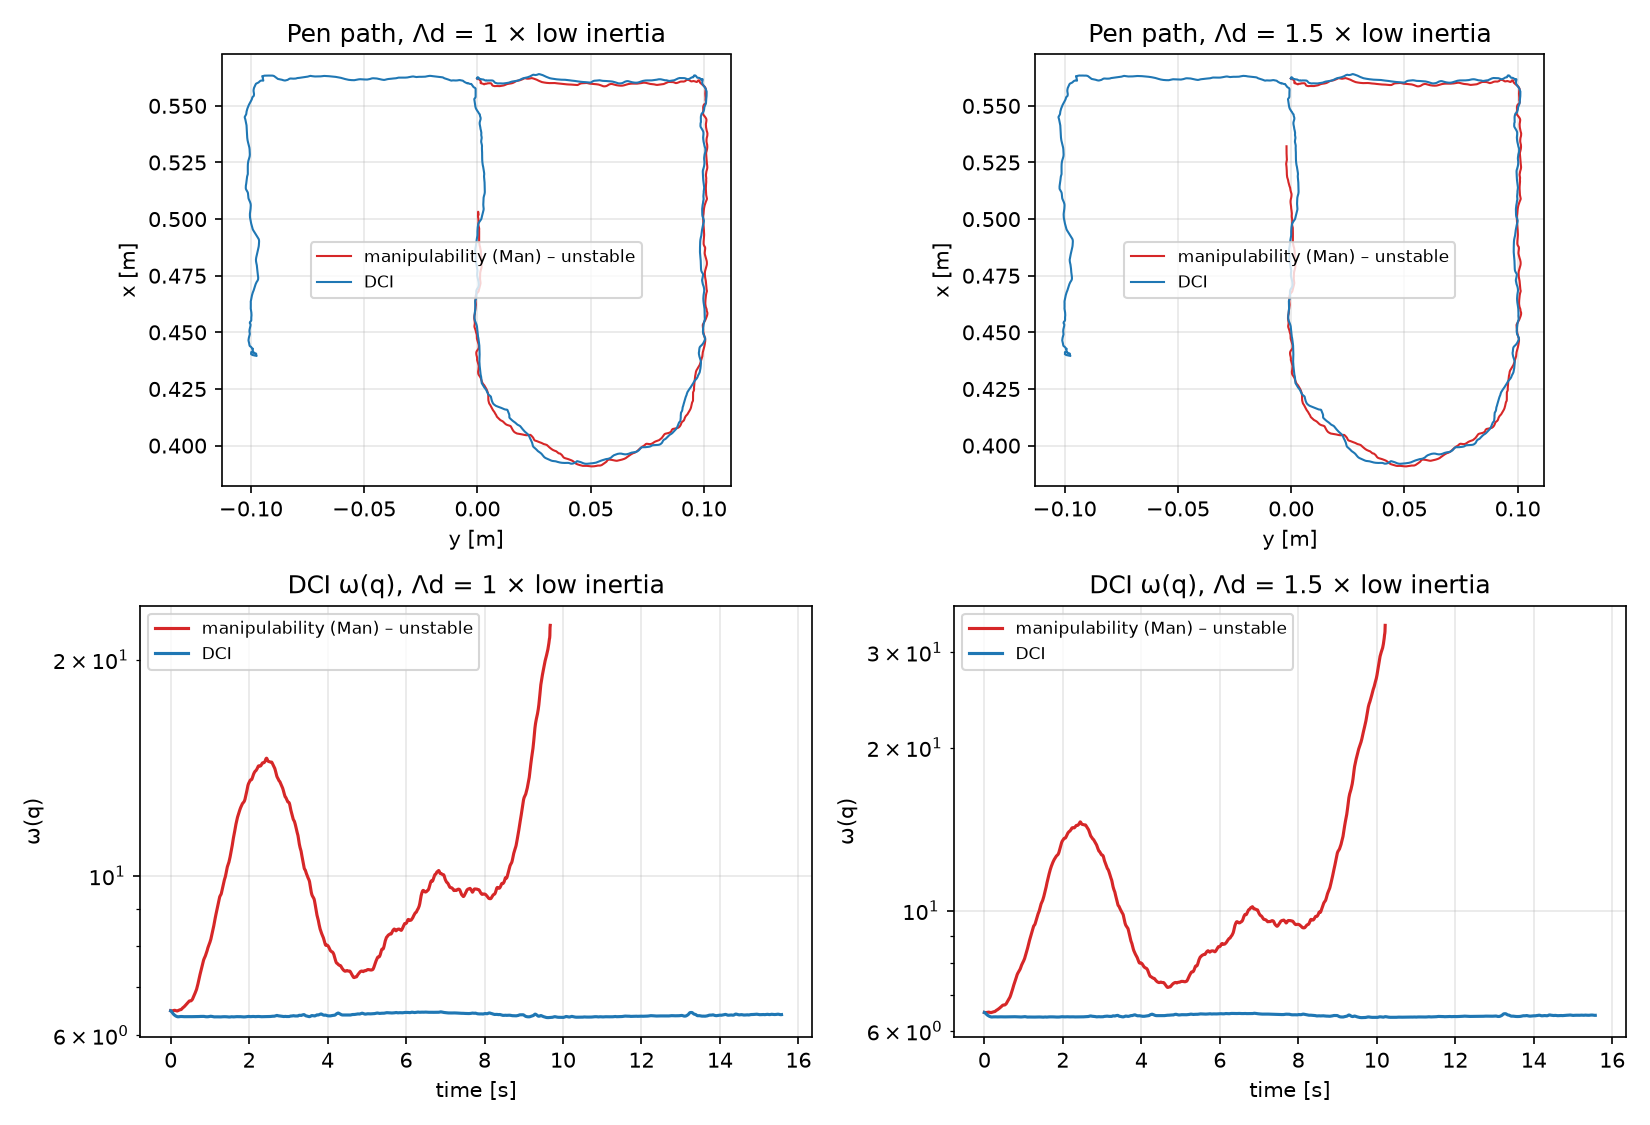 Pen path, Λd = 1 × low inertia
x [m]
0.550
0.525
0.500
0.475
0.450
0.425
0.400
manipulability (Man) – unstable
DCI
−0.10
−0.05
0.00
0.05
0.10
y [m]
Pen path, Λd = 1.5 × low inertia
x [m]
0.550
0.525
0.500
0.475
0.450
0.425
0.400
manipulability (Man) – unstable
DCI
−0.10
−0.05
0.00
0.05
0.10
y [m]
DCI ω(q), Λd = 1 × low inertia
ω(q)
2 × 10¹
10¹
6 × 10⁰
manipulability (Man) – unstable
DCI
0
2
4
6
8
10
12
14
16
time [s]
DCI ω(q), Λd = 1.5 × low inertia
ω(q)
3 × 10¹
2 × 10¹
10¹
6 × 10⁰
manipulability (Man) – unstable
DCI
0
2
4
6
8
10
12
14
16
time [s]